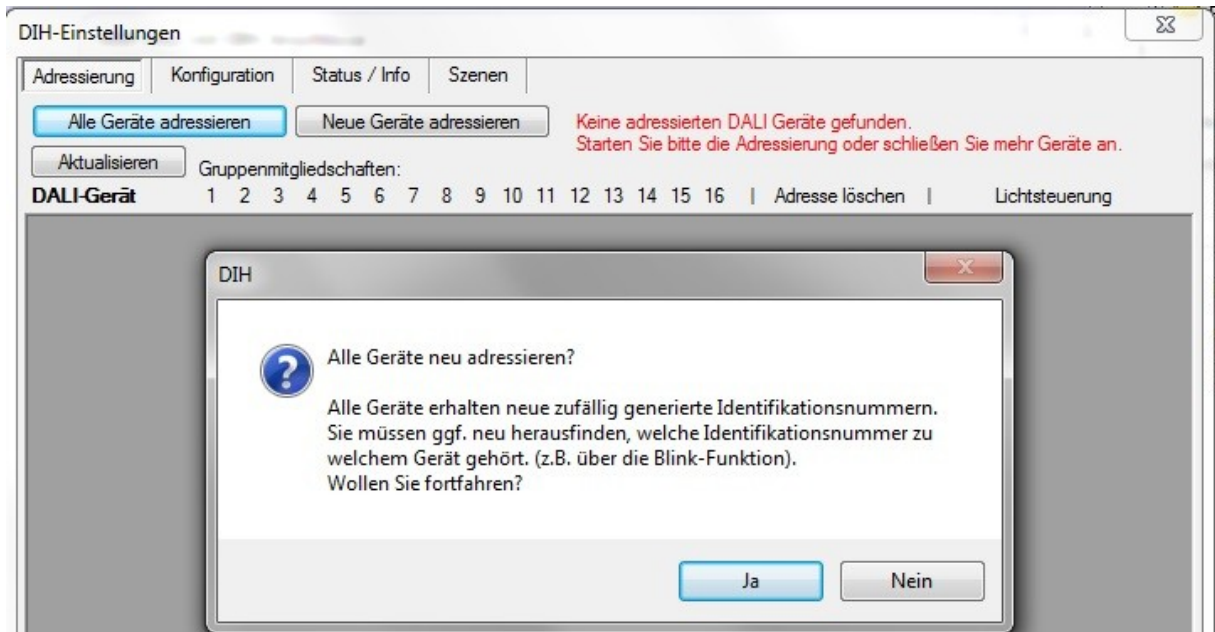 DIH-Einstellungen
Adressierung Konfiguration Status / Info Szenen
Alle Geräte adressieren Neue Geräte adressieren Keine adressierten DALI Geräte gefunden.
Starten Sie bitte die Adressierung oder schließen Sie mehr Geräte an.
Aktualisieren Gruppenmitgliedschaften:
DALI-Gerät 1 2 3 4 5 6 7 8 9 10 11 12 13 14 15 16 | Adresse löschen | Lichtsteuerung
DIH
Alle Geräte neu adressieren?
Alle Geräte erhalten neue zufällig generierte Identifikationsnummern.
Sie müssen ggf. neu herausfinden, welche Identifikationsnummer zu
welchem Gerät gehört. (z.B. über die Blink-Funktion).
Wollen Sie fortfahren?
Ja Nein